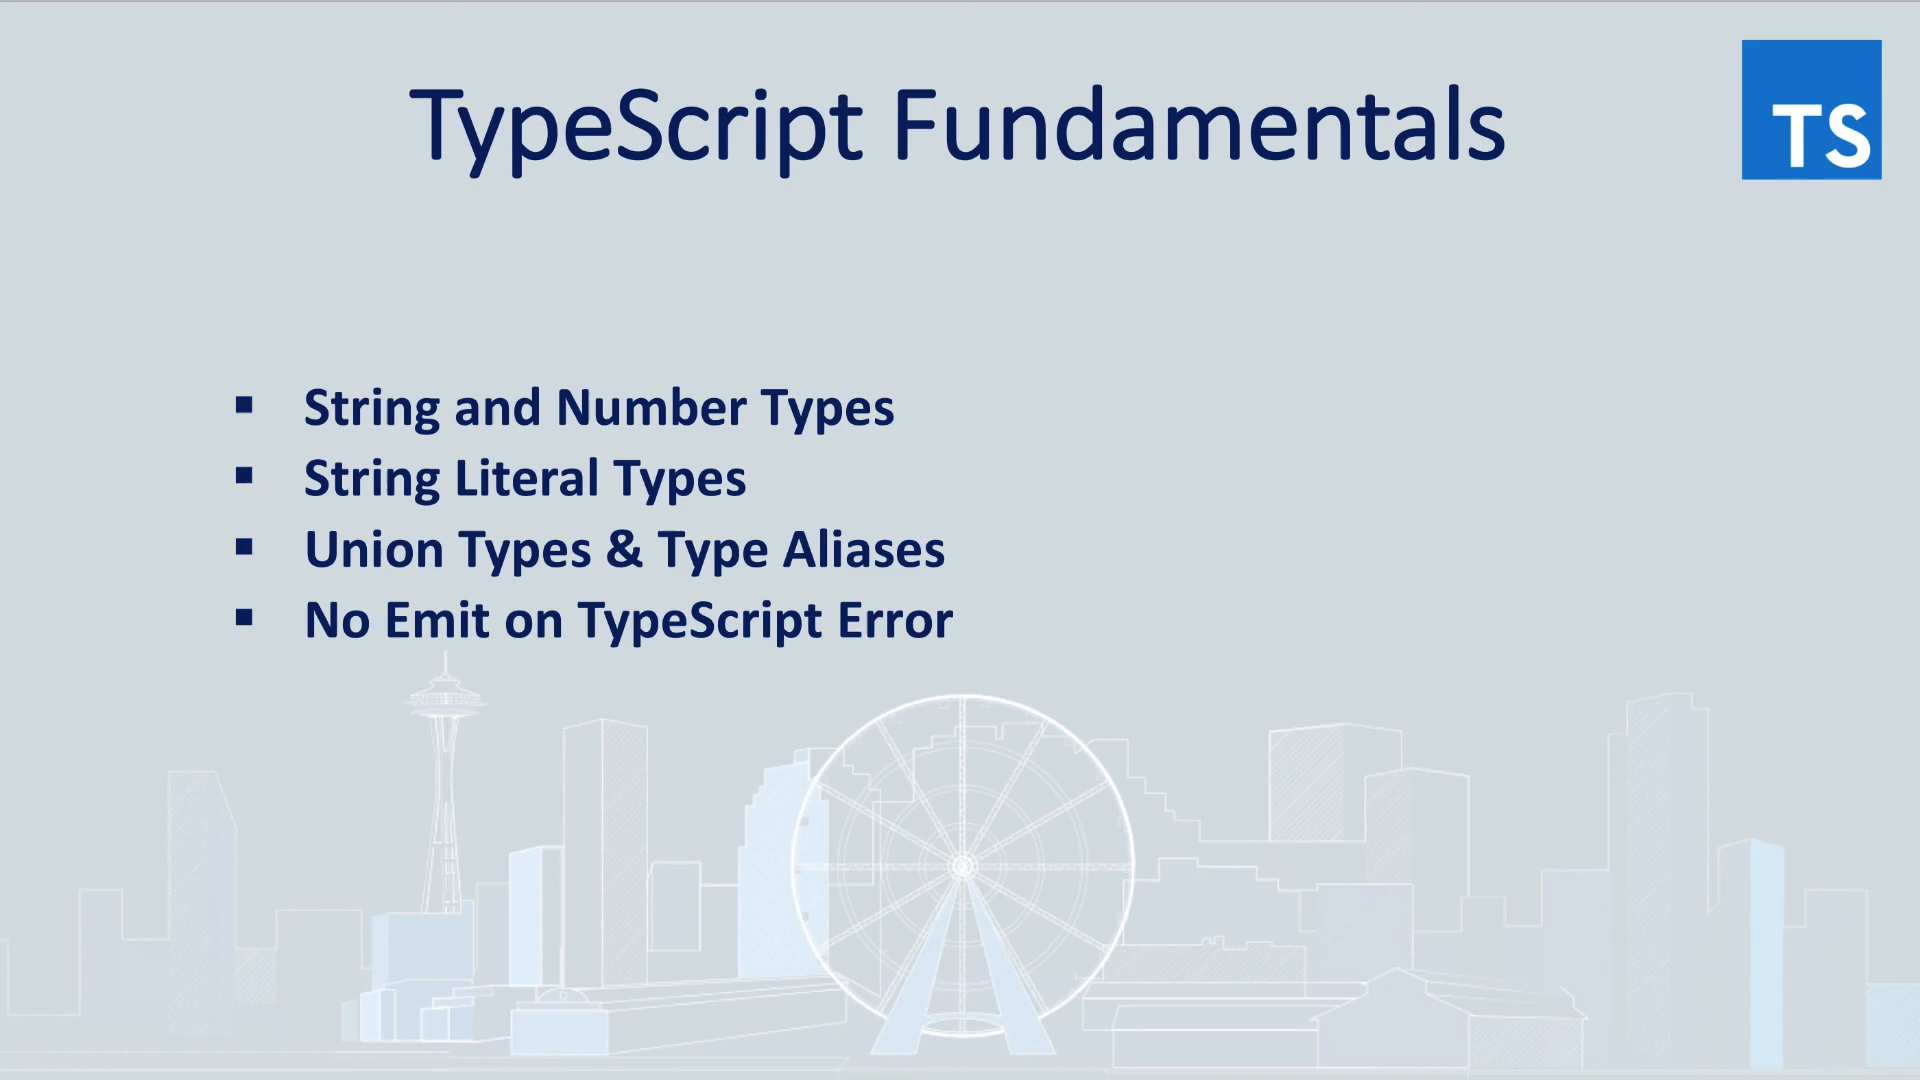 TypeScript Fundamentals
TS
▪ String and Number Types
▪ String Literal Types
▪ Union Types & Type Aliases
▪ No Emit on TypeScript Error